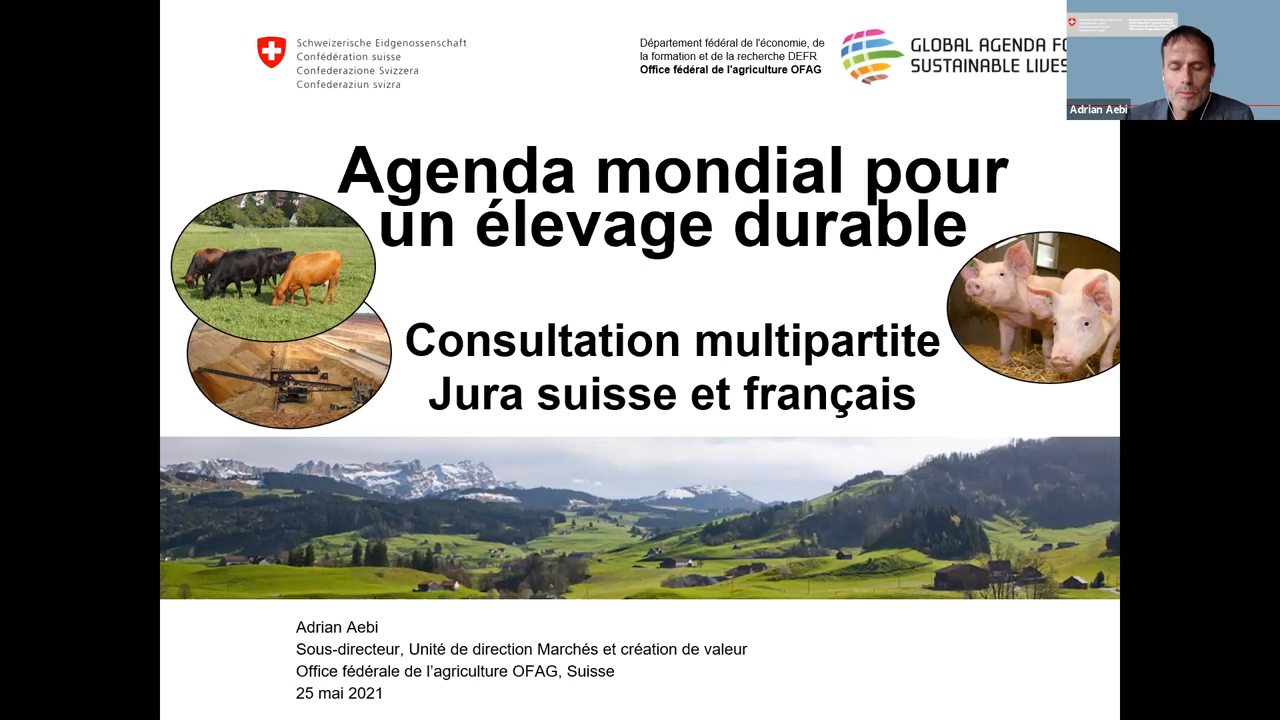 Schweizerische Eidgenossenschaft
Confédération suisse
Confederazione Svizzera
Confederaziun svizra
Département fédéral de l'économie, de
la formation et de la recherche DEFR
Office fédéral de l'agriculture OFAG
GLOBAL AGENDA FO
SUSTAINABLE LIVES
Adrian Aebi
Agenda mondial pour
un élevage durable
Consultation multipartite
Jura suisse et français
Adrian Aebi
Sous-directeur, Unité de direction Marchés et création de valeur
Office fédérale de l’agriculture OFAG, Suisse
25 mai 2021